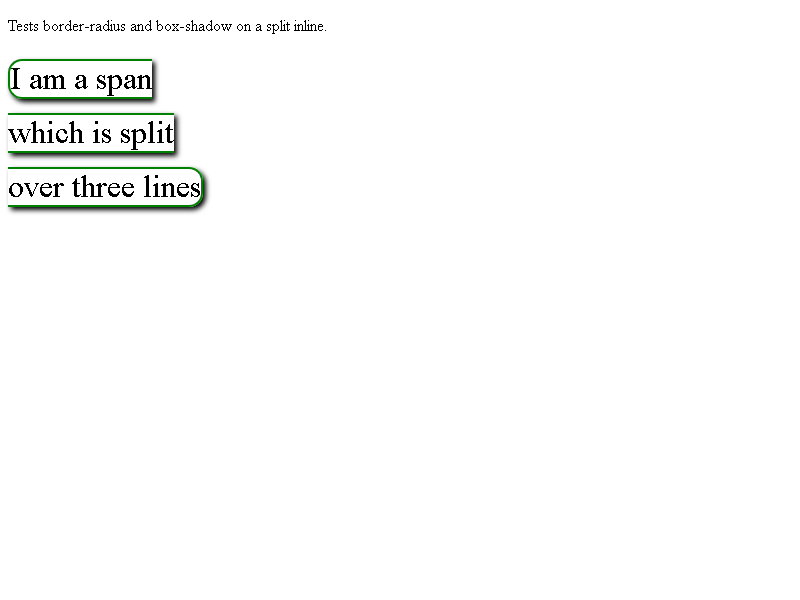 Tests border-radius and box-shadow on a split inline.
I am a span
which is split
over three lines